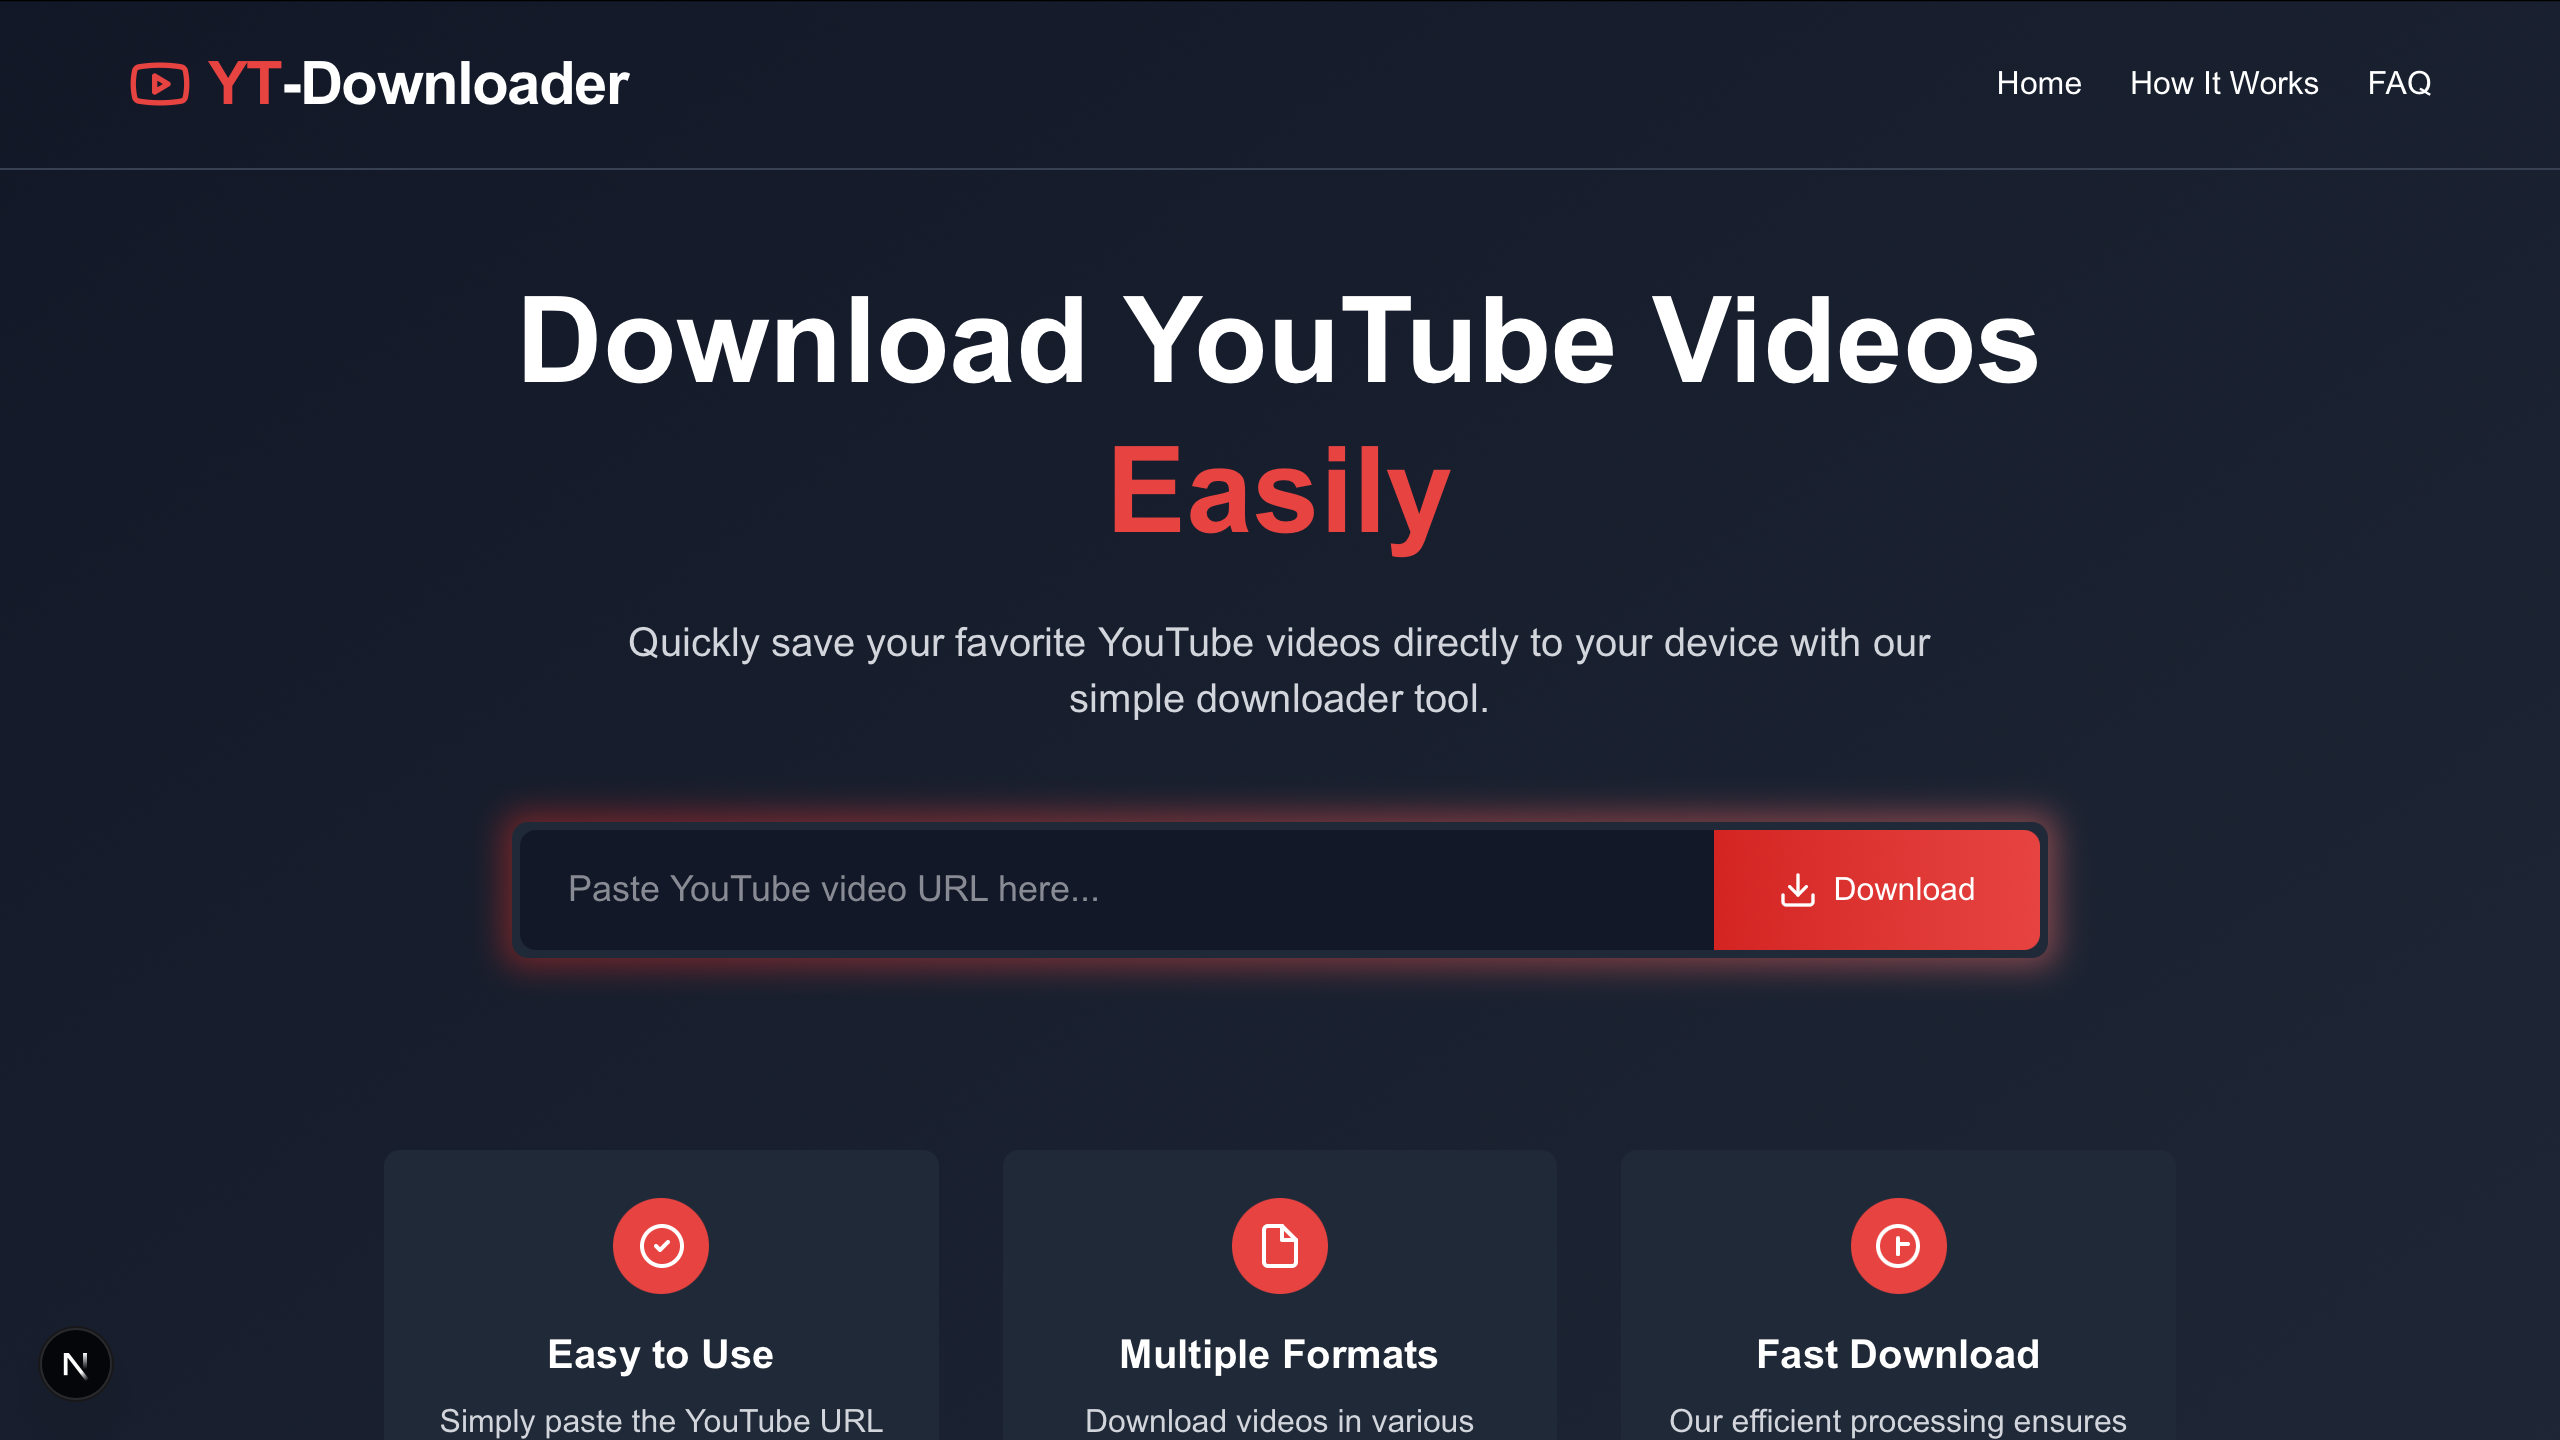 YT-Downloader
Home
How It Works
FAQ
Download YouTube Videos
Easily
Quickly save your favorite YouTube videos directly to your device with our
simple downloader tool.
Paste YouTube video URL here...
Download
Easy to Use
Multiple Formats
Fast Download
Simply paste the YouTube URL
Download videos in various
Our efficient processing ensures
N